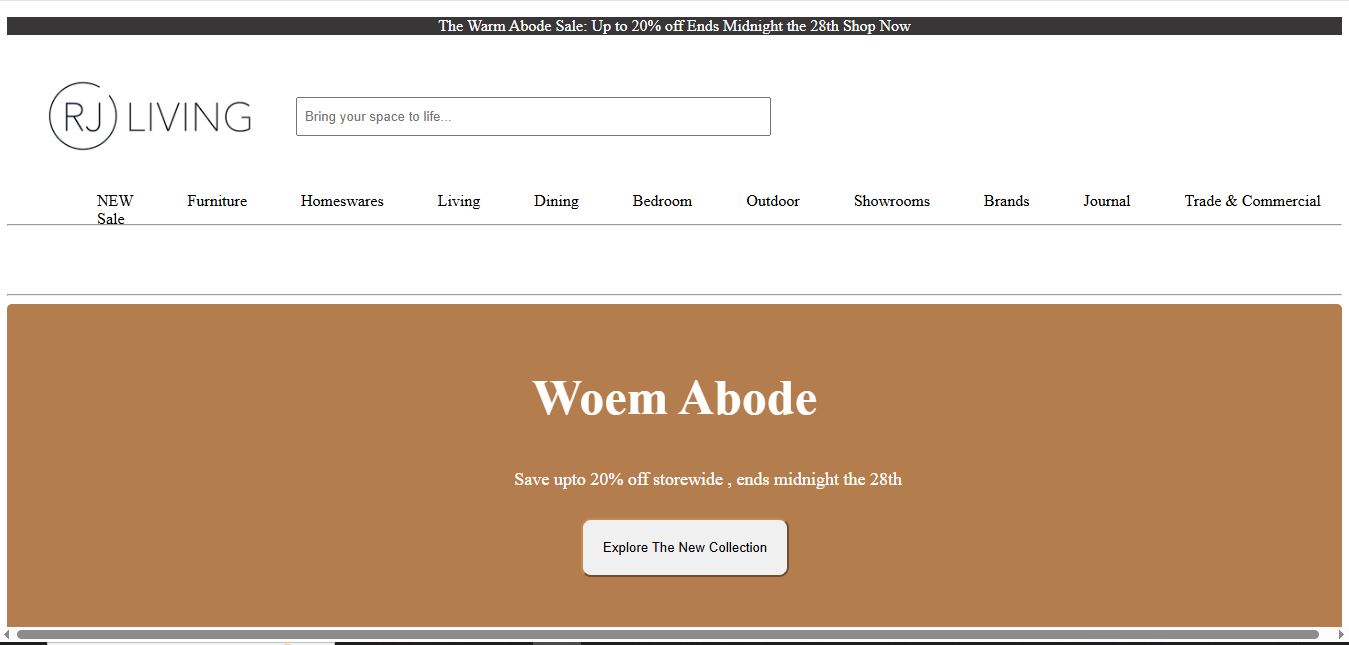 The Warm Abode Sale: Up to 20% off Ends Midnight the 28th Shop Now
RJ LIVING
Bring your space to life...
NEW Furniture Homeswares Living Dining Bedroom Outdoor Showrooms Brands Journal Trade & Commercial
Sale
Woem Abode
Save upto 20% off storewide , ends midnight the 28th
Explore The New Collection